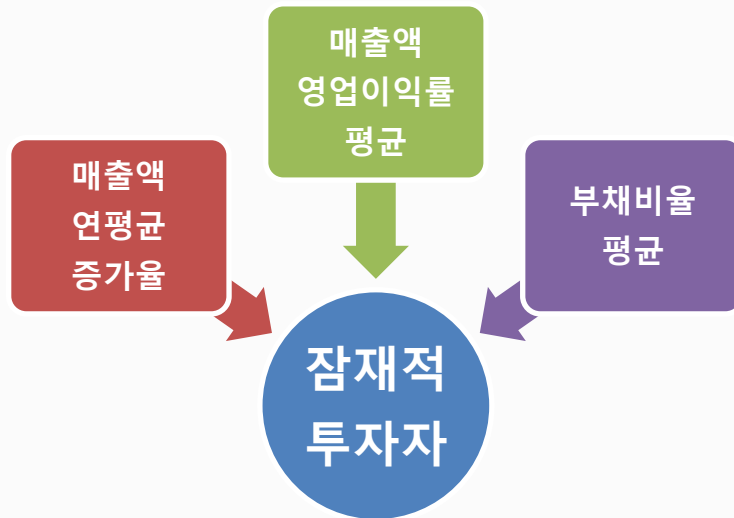 매출액
영업이익률
평균
매출액
연평균
증가율
부채비율
평균
잠재적
투자자